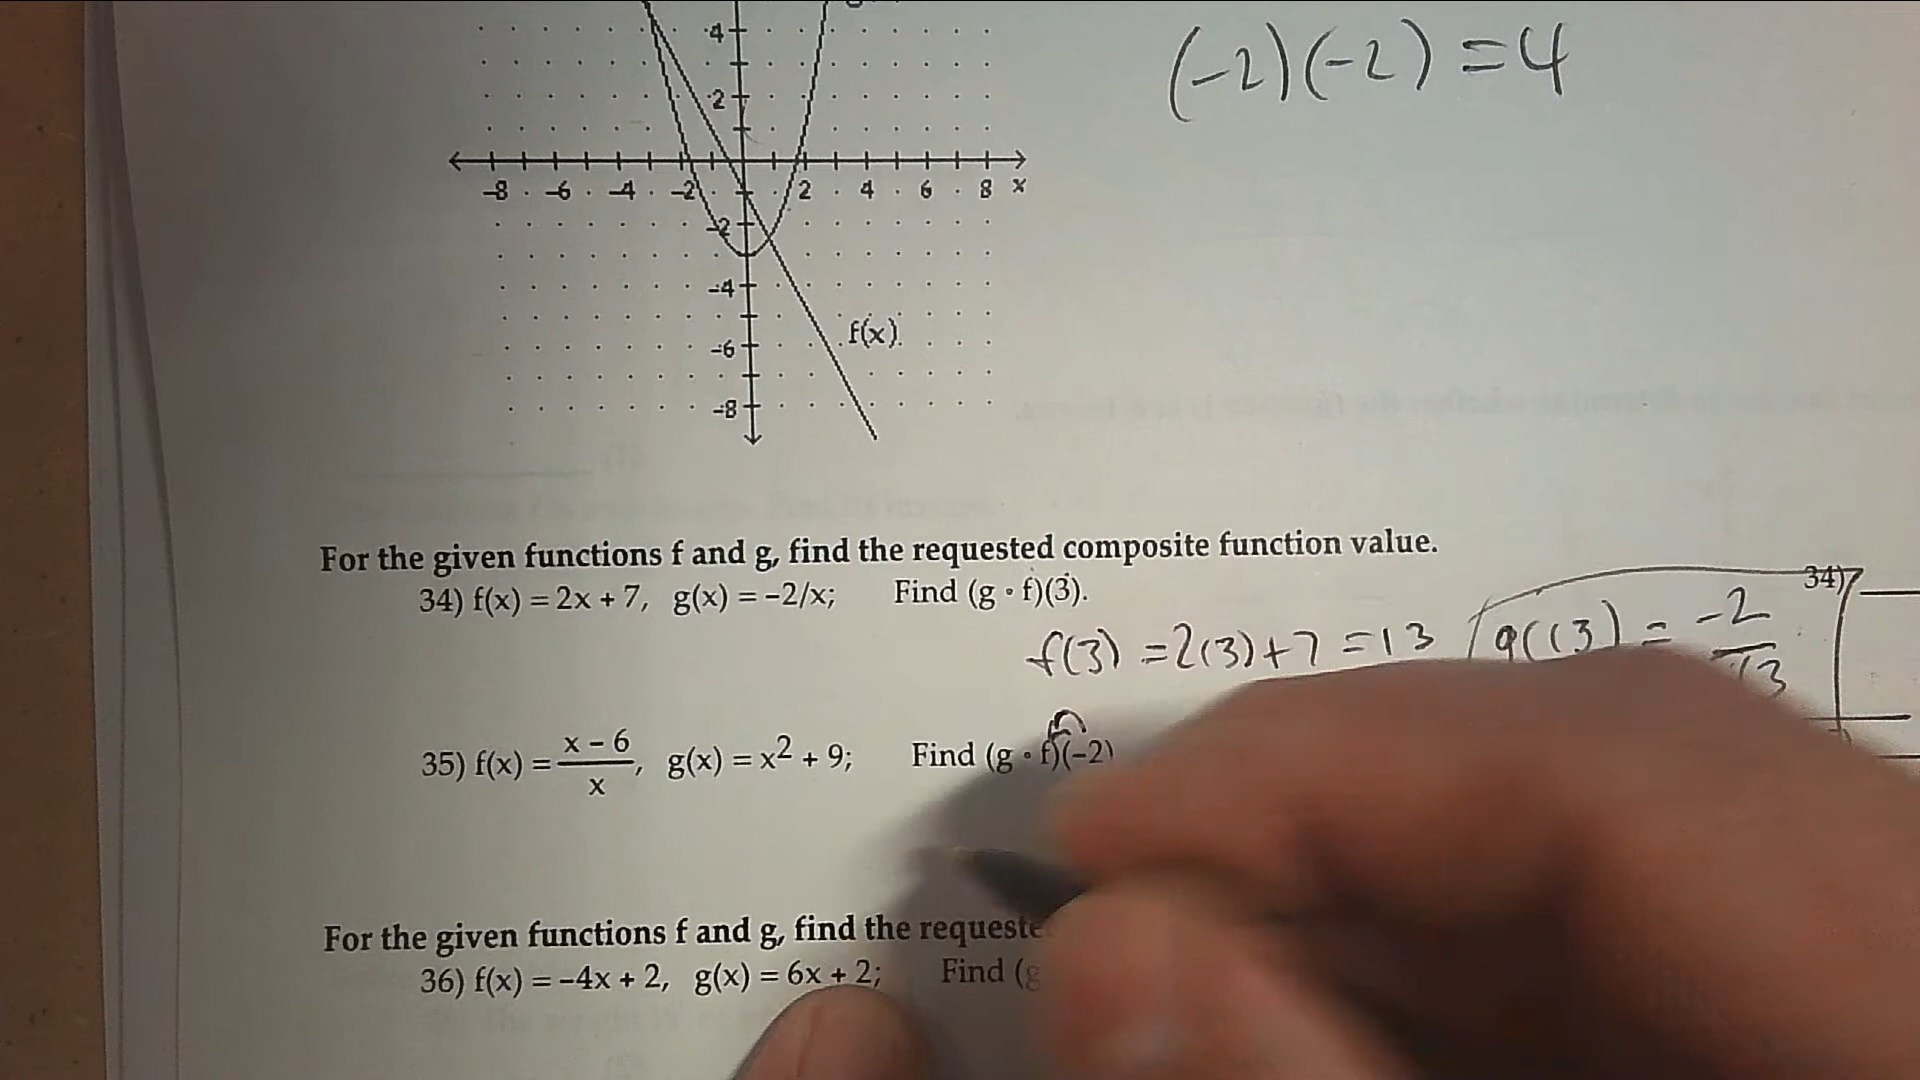 (-2)(-2) = 4
4
2
-8 -6 -4 -2 2 4 6 8 x
-2
-4
f(x)
-6
-8
For the given functions f and g, find the requested composite function value.
34) f(x) = 2x + 7, g(x) = -2/x; Find (g ∘ f)(3). 34)
f(3) = 2(3)+7 = 13 g(13) = -2/13
35) f(x) = x - 6/x, g(x) = x² + 9; Find (g ∘ f)(-2)
For the given functions f and g, find the
36) f(x) = -4x + 2, g(x) = 6x + 2; Find (g